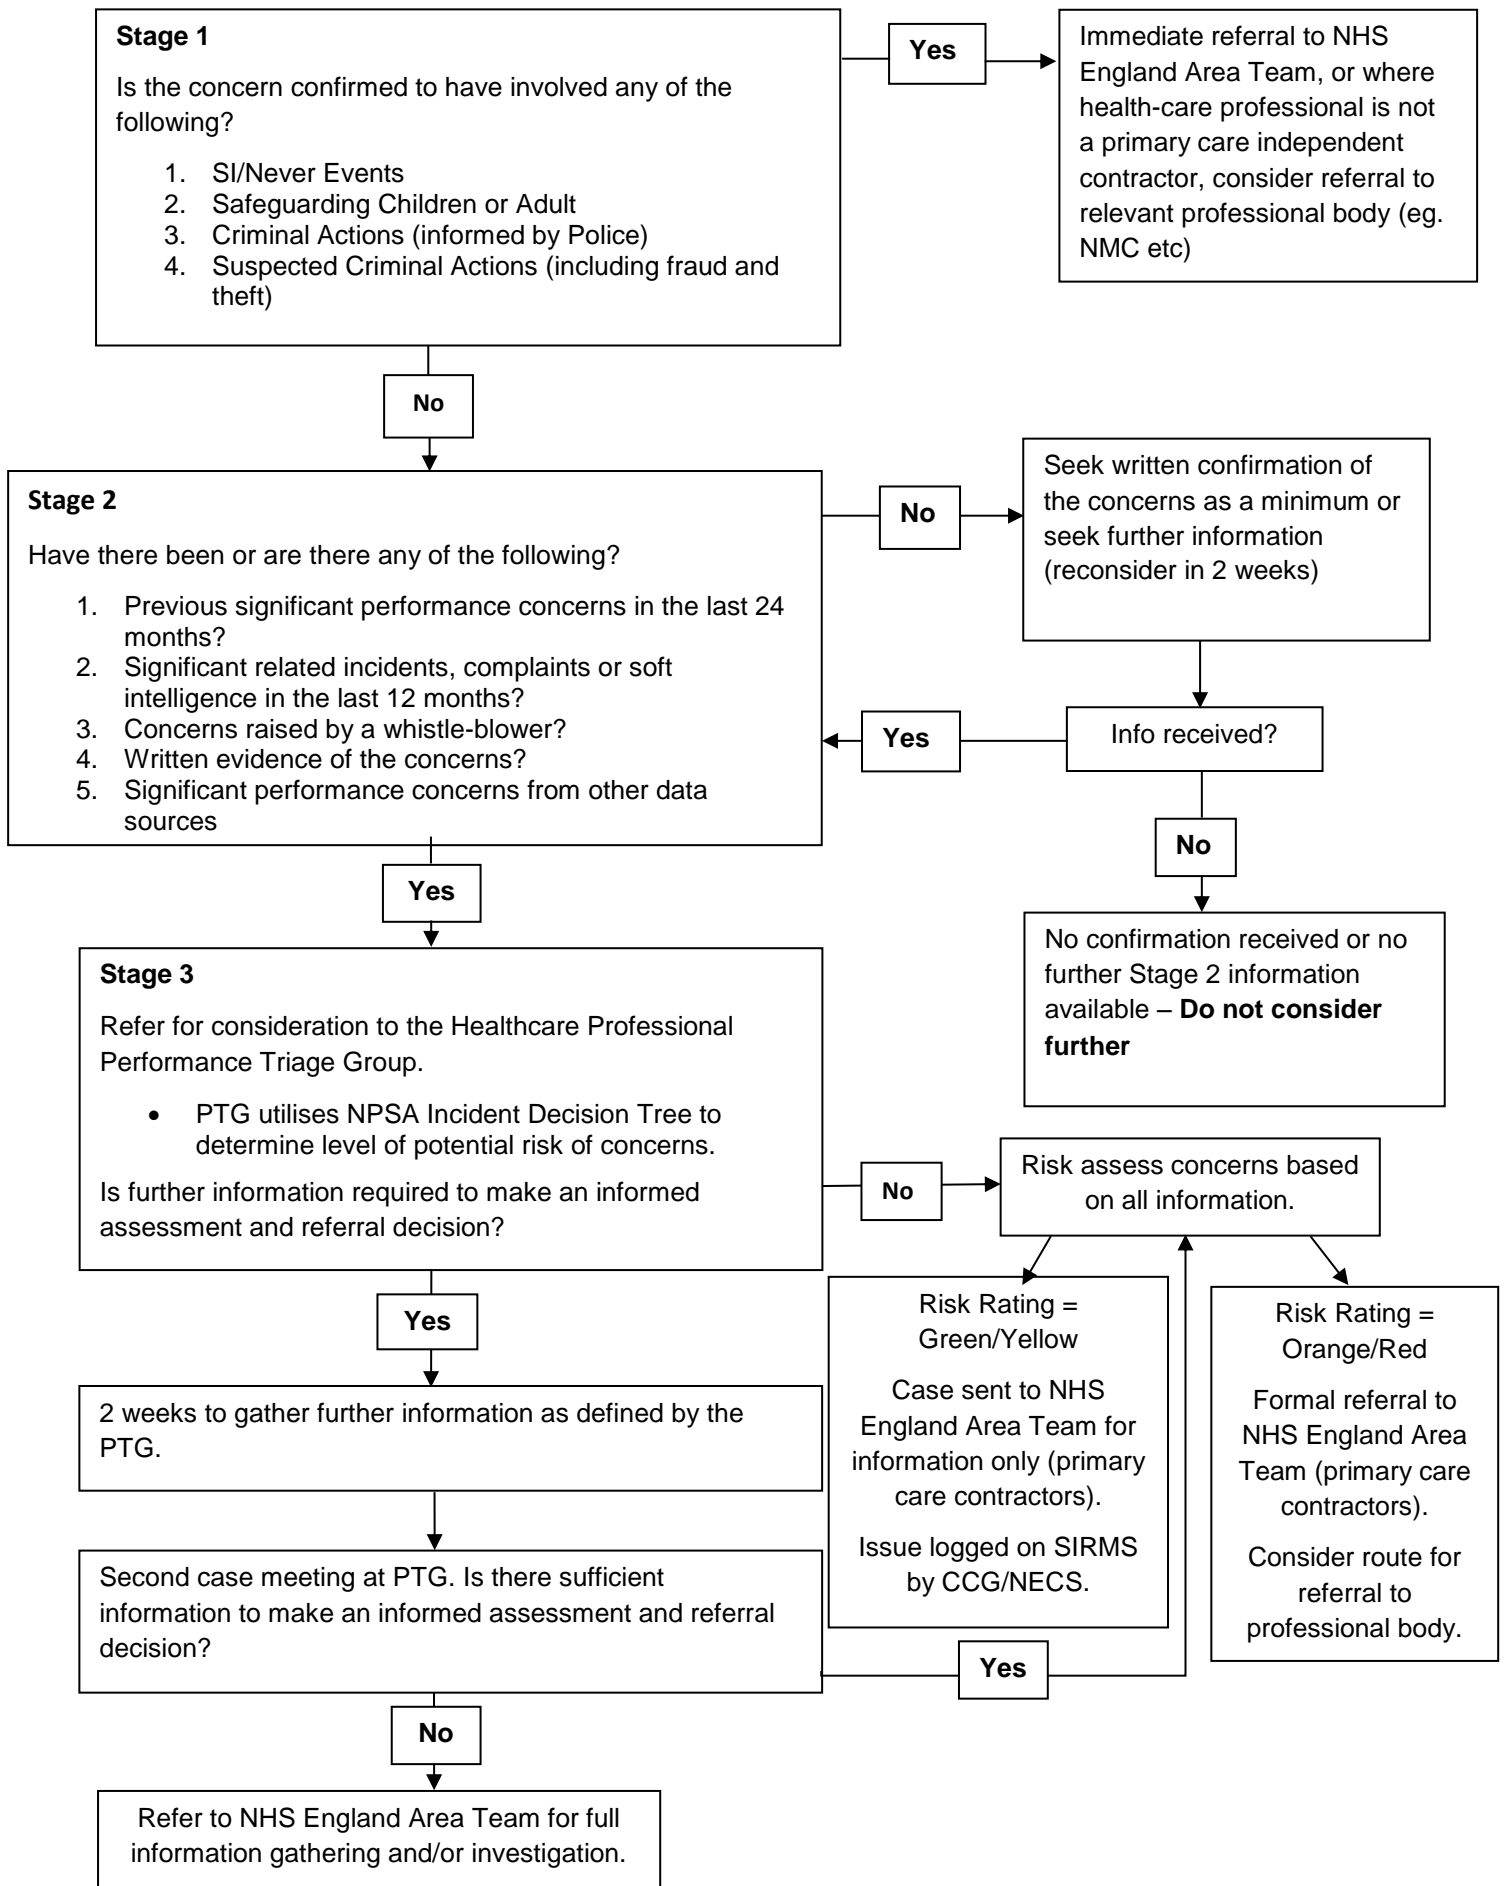 Stage 1
Is the concern confirmed to have involved any of the
following?
1. SI/Never Events
2. Safeguarding Children or Adult
3. Criminal Actions (informed by Police)
4. Suspected Criminal Actions (including fraud and
theft)
Yes
Immediate referral to NHS
England Area Team, or where
health-care professional is not
a primary care independent
contractor, consider referral to
relevant professional body (eg.
NMC etc)
No
Stage 2
Have there been or are there any of the following?
1. Previous significant performance concerns in the last 24
months?
2. Significant related incidents, complaints or soft
intelligence in the last 12 months?
3. Concerns raised by a whistle-blower?
4. Written evidence of the concerns?
5. Significant performance concerns from other data
sources
No
Seek written confirmation of
the concerns as a minimum or
seek further information
(reconsider in 2 weeks)
Info received?
Yes
No
No confirmation received or no
further Stage 2 information
available – Do not consider
further
Yes
Stage 3
Refer for consideration to the Healthcare Professional
Performance Triage Group.
• PTG utilises NPSA Incident Decision Tree to
determine level of potential risk of concerns.
Is further information required to make an informed
assessment and referral decision?
No
Risk assess concerns based
on all information.
Risk Rating =
Green/Yellow
Case sent to NHS
England Area Team for
information only (primary
care contractors).
Issue logged on SIRMS
by CCG/NECS.
Risk Rating =
Orange/Red
Formal referral to
NHS England Area
Team (primary care
contractors).
Consider route for
referral to
professional body.
Yes
2 weeks to gather further information as defined by the
PTG.
Second case meeting at PTG. Is there sufficient
information to make an informed assessment and referral
decision?
Yes
No
Refer to NHS England Area Team for full
information gathering and/or investigation.